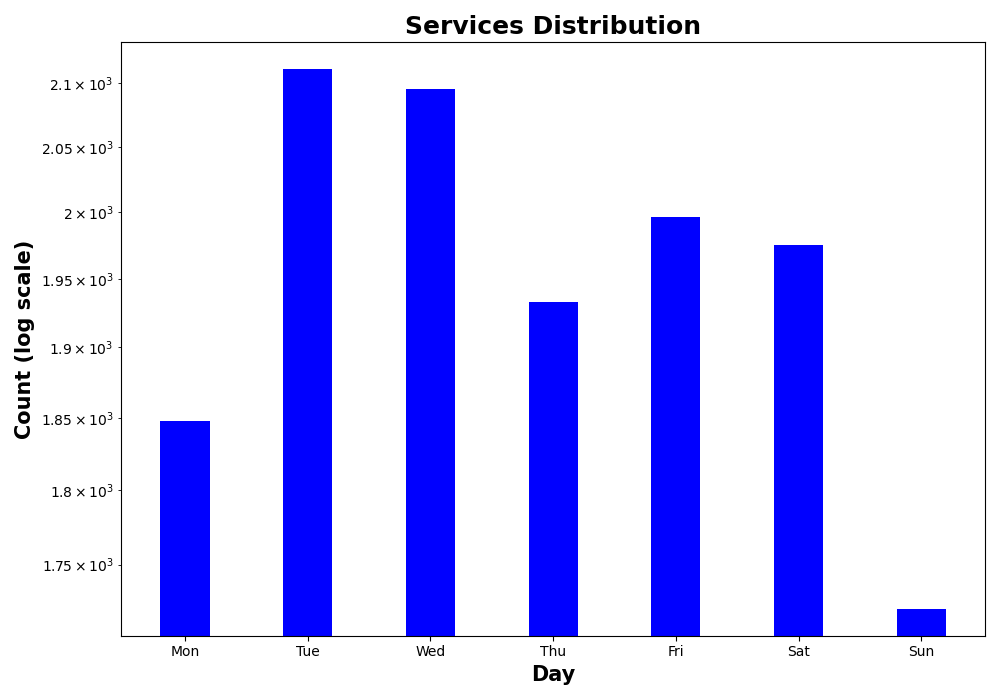 Services Distribution
Count (log scale)
2.1 × 10³
2.05 × 10³
2 × 10³
1.95 × 10³
1.9 × 10³
1.85 × 10³
1.8 × 10³
1.75 × 10³
Mon Tue Wed Thu Fri Sat Sun
Day